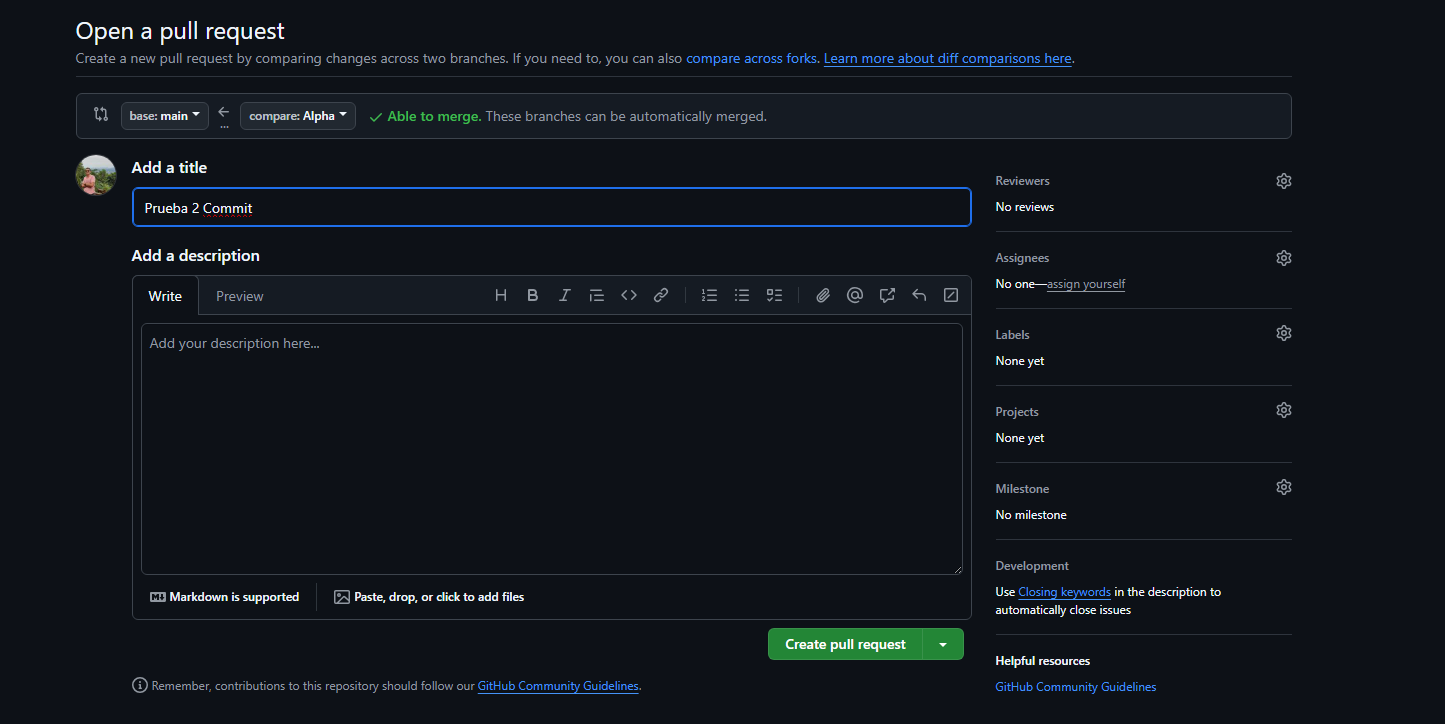 Open a pull request
Create a new pull request by comparing changes across two branches. If you need to, you can also compare across forks. Learn more about diff comparisons here.
base: main
...
compare: Alpha
Able to merge. These branches can be automatically merged.
Add a title
Prueba 2 Commit
Add a description
Write
Preview
Add your description here...
Markdown is supported
Paste, drop, or click to add files
Create pull request
Remember, contributions to this repository should follow our GitHub Community Guidelines.
Reviewers
No reviews
Assignees
No one—assign yourself
Labels
None yet
Projects
None yet
Milestone
No milestone
Development
Use Closing keywords in the description to
automatically close issues
Helpful resources
GitHub Community Guidelines